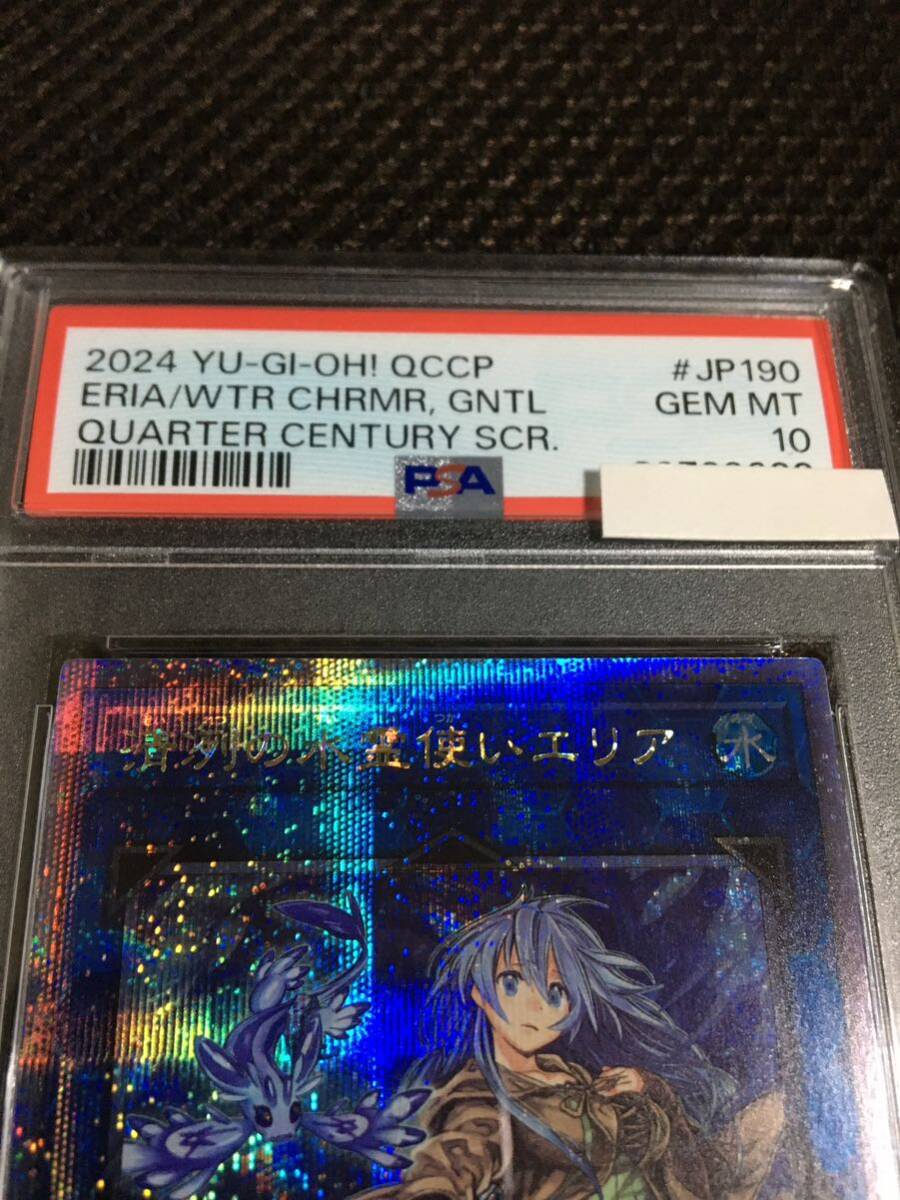 2024 YU-GI-OH! QCCP #JP190
ERIA/WTR CHRMR, GNTL GEM MT
QUARTER CENTURY SCR. 10
PSA
清冽の水霊使いエリア 水